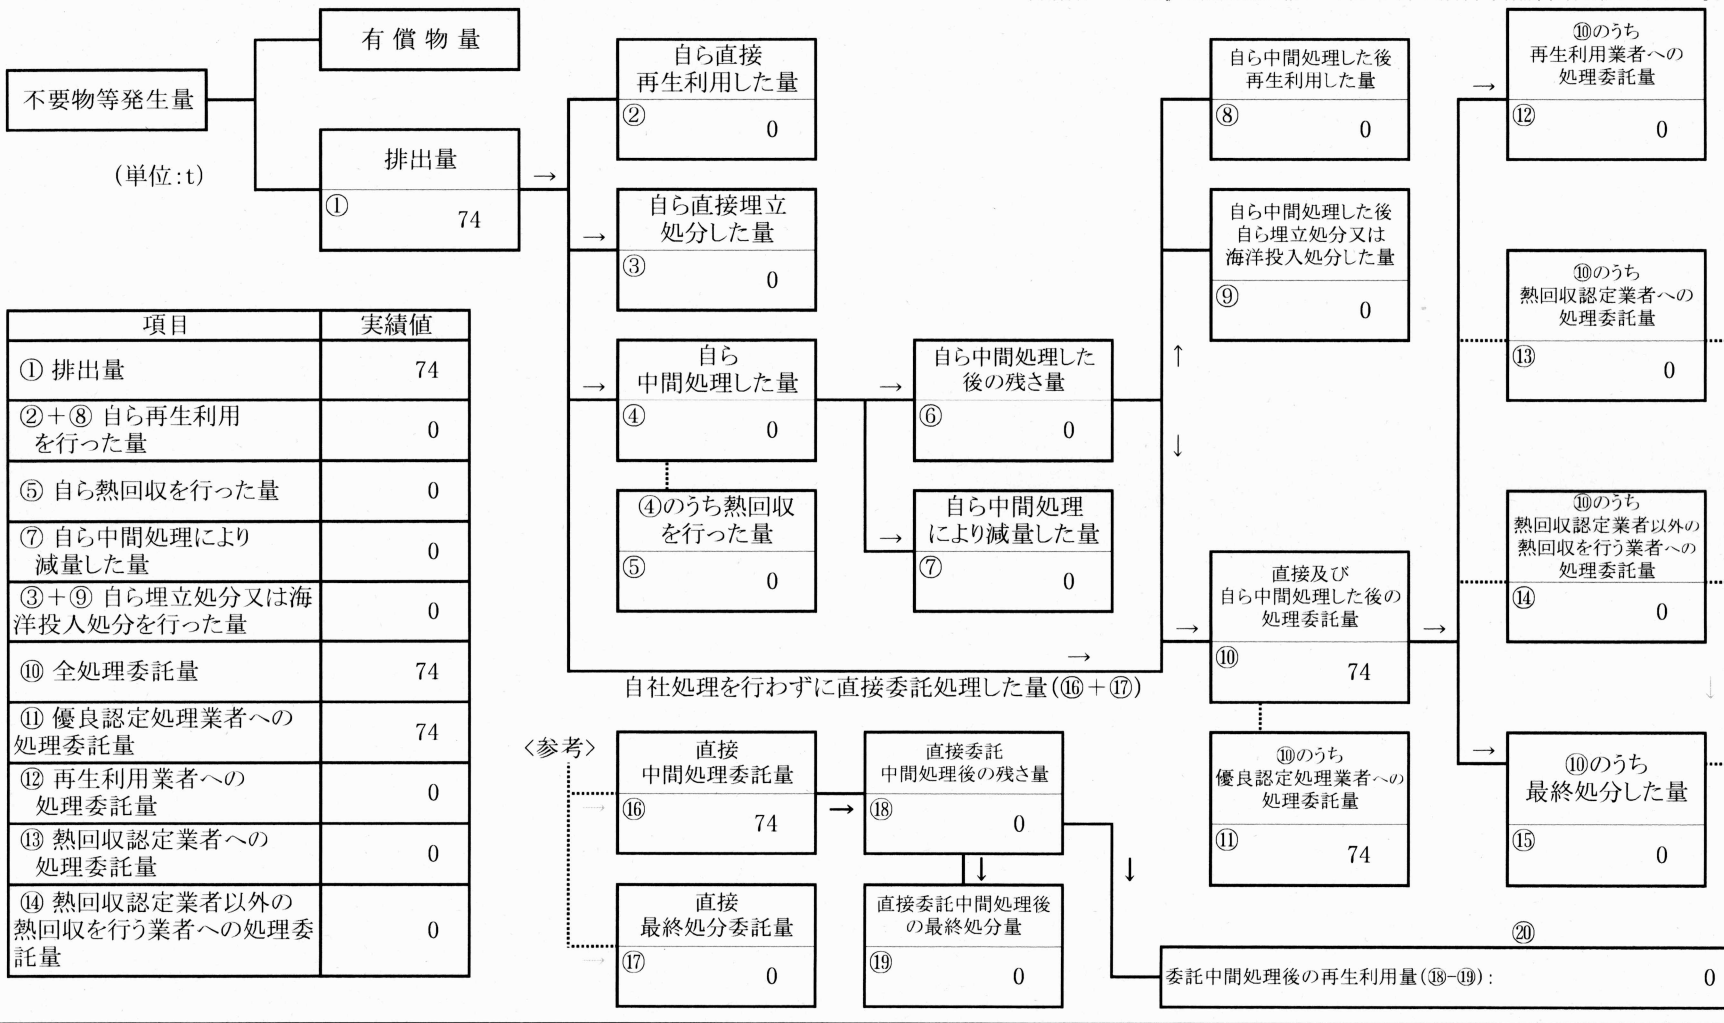 不要物等発生量
(単位:t)
有償物量
排出量
① 74
自ら直接
再生利用した量
② 0
自ら直接埋立
処分した量
③ 0
自ら
中間処理した量
④ 0
④のうち熱回収
を行った量
⑤ 0
自ら中間処理した
後の残さ量
⑥ 0
自ら中間処理
により減量した量
⑦ 0
自ら中間処理した後
再生利用した量
⑧ 0
自ら中間処理した後
自ら埋立処分又は
海洋投入処分した量
⑨ 0
直接及び
自ら中間処理した後の
処理委託量
⑩ 74
⑩のうち
優良認定処理業者への
処理委託量
⑪ 74
⑩のうち
再生利用業者への
処理委託量
⑫ 0
⑩のうち
熱回収認定業者への
処理委託量
⑬ 0
⑩のうち
熱回収認定業者以外の
熱回収を行う業者への
処理委託量
⑭ 0
⑩のうち
最終処分した量
⑮ 0
自社処理を行わずに直接委託処理した量(⑯+⑰)
<参考>
直接
中間処理委託量
⑯ 74
直接
最終処分委託量
⑰ 0
直接委託
中間処理後の残さ量
⑱ 0
直接委託中間処理後
の最終処分量
⑲ 0
⑳
委託中間処理後の再生利用量(⑱-⑲): 0
項目 実績値
① 排出量 74
②+⑧ 自ら再生利用
を行った量 0
⑤ 自ら熱回収を行った量 0
⑦ 自ら中間処理により
減量した量 0
③+⑨ 自ら埋立処分又は海
洋投入処分を行った量 0
⑩ 全処理委託量 74
⑪ 優良認定処理業者への
処理委託量 74
⑫ 再生利用業者への
処理委託量 0
⑬ 熱回収認定業者への
処理委託量 0
⑭ 熱回収認定業者以外の
熱回収を行う業者への処理委
託量 0